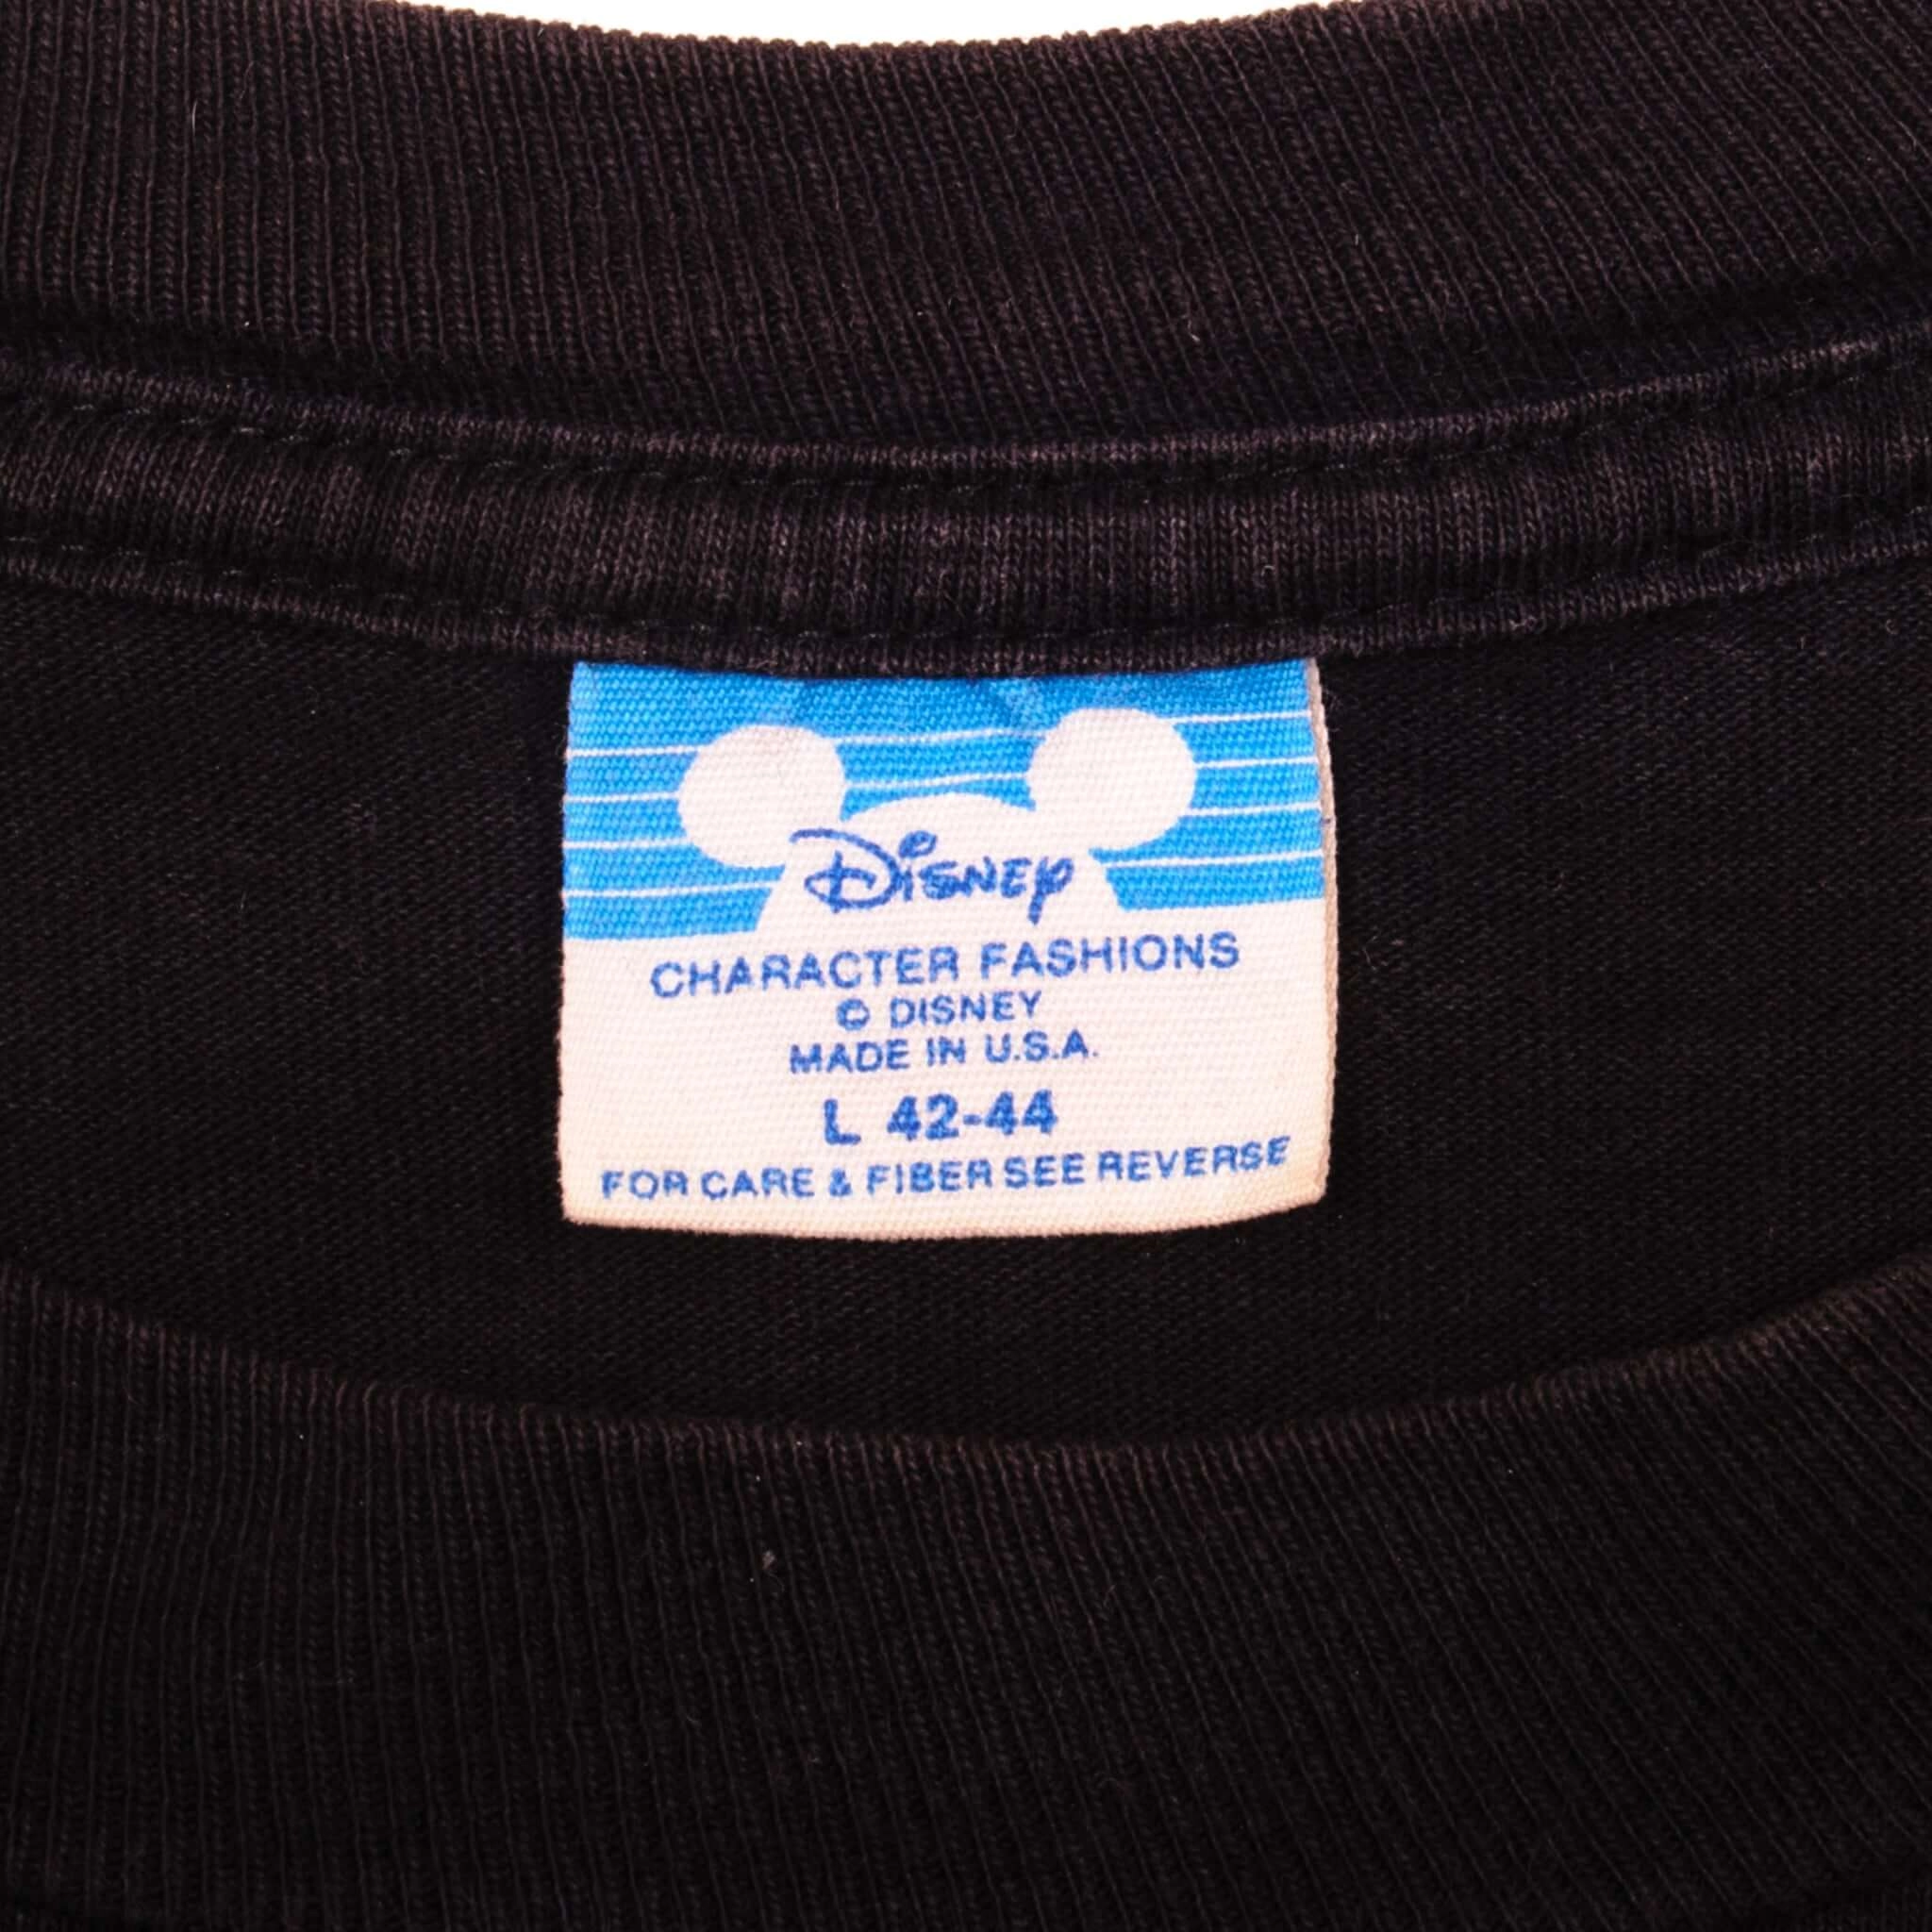 Disney
CHARACTER FASHIONS
© DISNEY
MADE IN U.S.A.
L 42-44
FOR CARE & FIBER SEE REVERSE